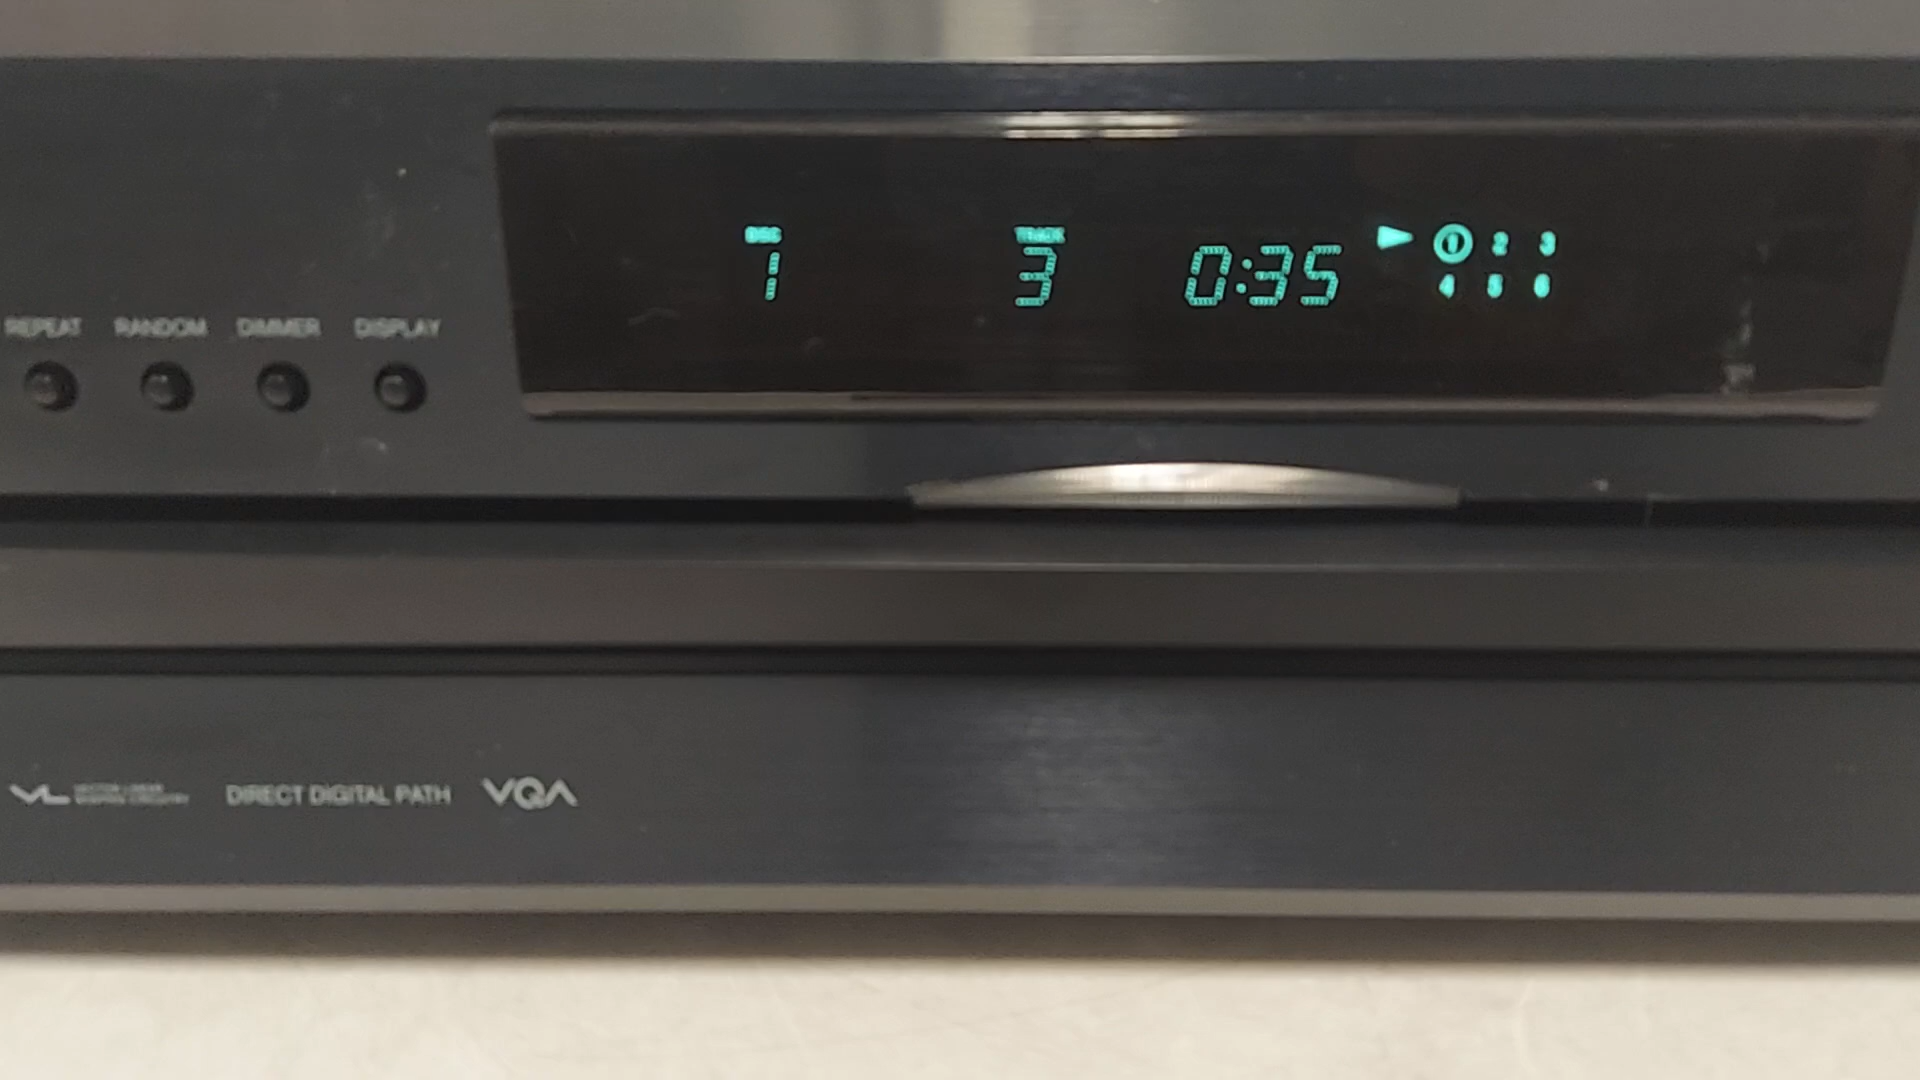 DISC TRACK
1 3 0:35 1 2 3
4 5 6
REPEAT RANDOM DIMMER DISPLAY
VL DIRECT DIGITAL PATH VQA